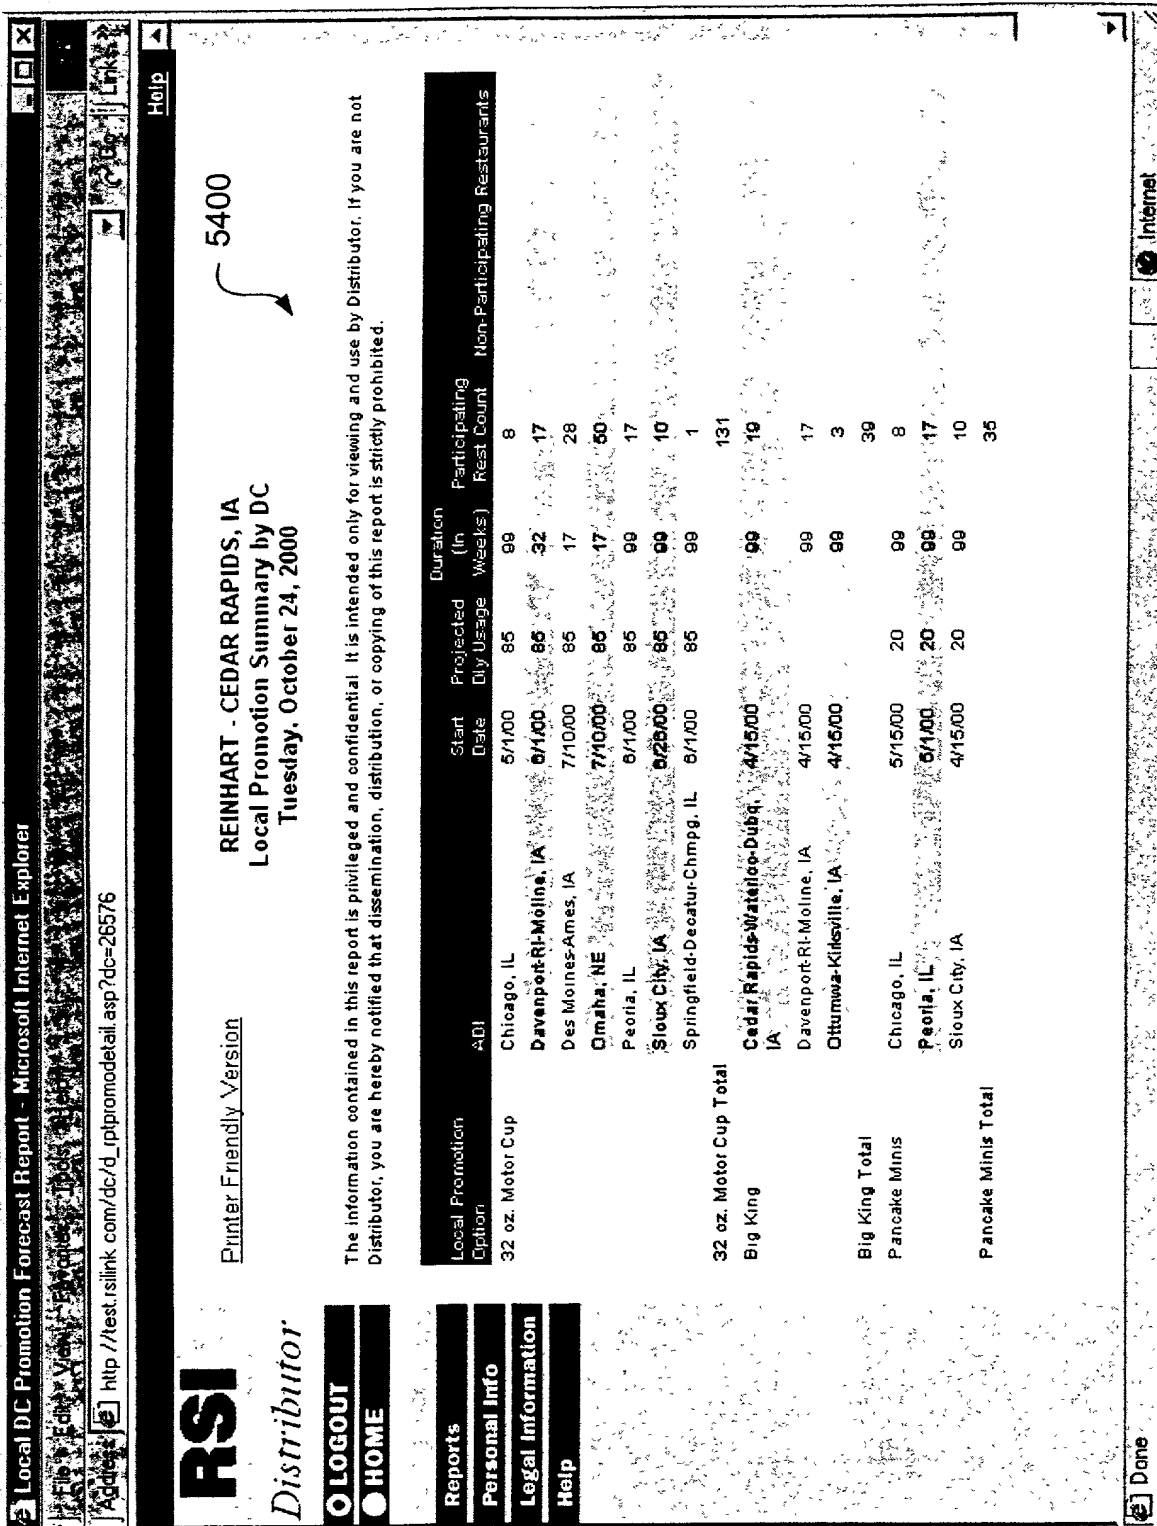 Local DC Promotion Forecast Report - Microsoft Internet Explorer
File Edit View Favorites Tools Help
Address http //test.rsilink com/dc/d_rptpromodetail.asp?dc=26576 Go Links »
Help
RSI
Distributor
LOGOUT
HOME
Reports
Personal Info
Legal Information
Help
Printer Friendly Version
REINHART - CEDAR RAPIDS, IA
Local Promotion Summary by DC
Tuesday, October 24, 2000
5400
The information contained in this report is privileged and confidential It is intended only for viewing and use by Distributor. If you are not
Distributor, you are hereby notified that dissemination, distribution, or copying of this report is strictly prohibited.
Local Promotion Option ADI Start Date Projected Dly Usage Duration (In Weeks) Participating Rest Count Non-Participating Restaurants
32 oz. Motor Cup Chicago, IL 5/1/00 85 99 8
Davenport-RI-Moline, IA 6/1/00 85 32 17
Des Moines-Ames, IA 7/10/00 85 17 28
Omaha, NE 7/10/00 85 17 50
Peoria, IL 6/1/00 85 99 17
Sioux City, IA 6/26/00 85 99 10
Springfield-Decatur-Chmpg, IL 6/1/00 85 99 1
32 oz. Motor Cup Total 131
Big King Cedar Rapids-Waterloo-Dubq, 4/15/00 99 19
IA
Davenport-RI-Moline, IA 4/15/00 99 17
Ottumwa-Kirksville, IA 4/15/00 99 3
Big King Total 39
Pancake Minis Chicago, IL 5/15/00 20 99 8
Peoria, IL 5/1/00 20 99 17
Sioux City, IA 4/15/00 20 99 10
Pancake Minis Total 35
Done Internet